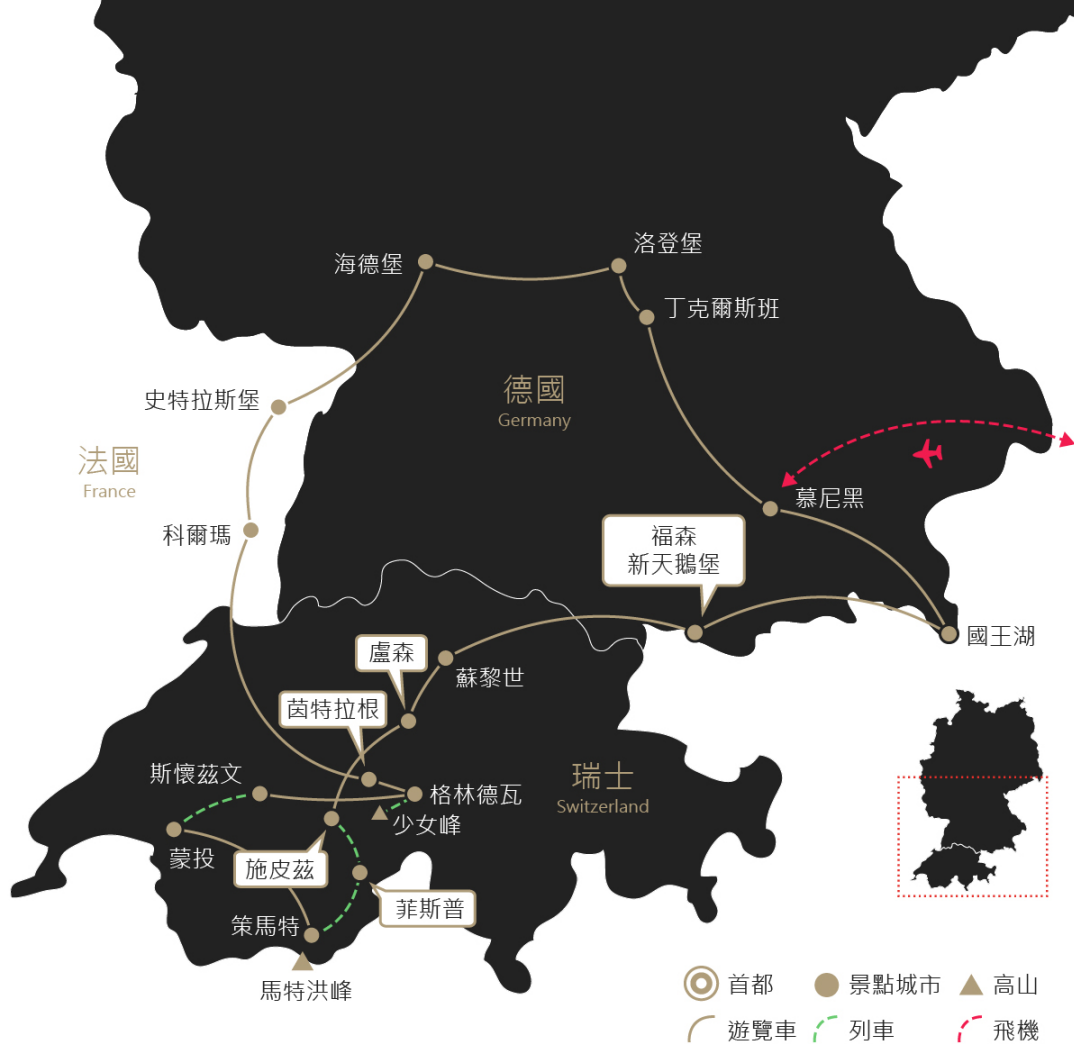 洛登堡
海德堡
丁克爾斯班
德國
Germany
史特拉斯堡
法國
France
慕尼黑
科爾瑪
福森
新天鵝堡
國王湖
盧森
蘇黎世
茵特拉根
斯懷茲文
瑞士
Switzerland
格林德瓦
少女峰
蒙投
施皮茲
菲斯普
策馬特
馬特洪峰
首都
景點城市
高山
遊覽車
列車
飛機